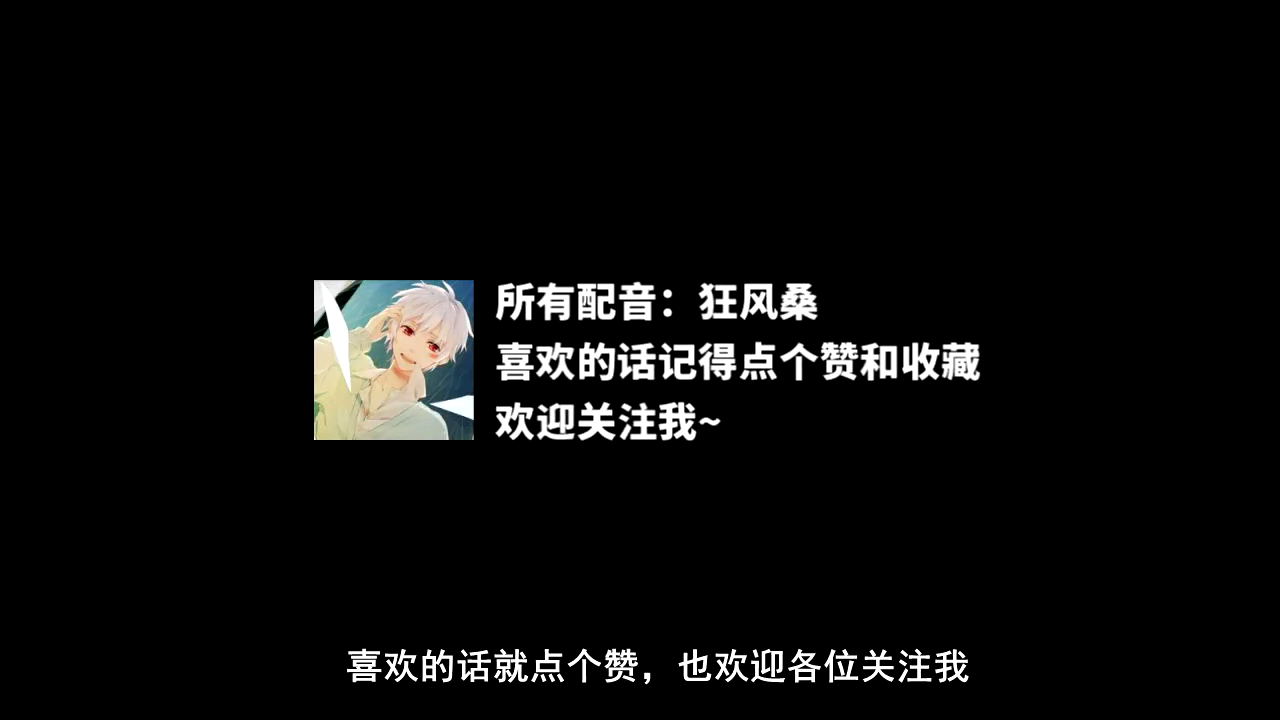 所有配音：狂风桑
喜欢的话记得点个赞和收藏
欢迎关注我~
喜欢的话就点个赞，也欢迎各位关注我